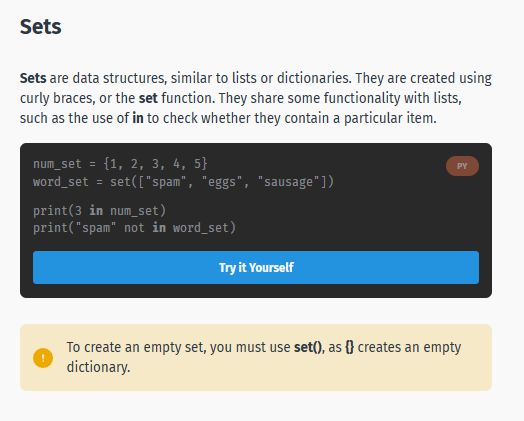 Sets
Sets are data structures, similar to lists or dictionaries. They are created using
curly braces, or the set function. They share some functionality with lists,
such as the use of in to check whether they contain a particular item.
num_set = {1, 2, 3, 4, 5}
PY
word_set = set(["spam", "eggs", "sausage"])
print(3 in num_set)
print("spam" not in word_set)
Try it Yourself
!
To create an empty set, you must use set(), as {} creates an empty
dictionary.